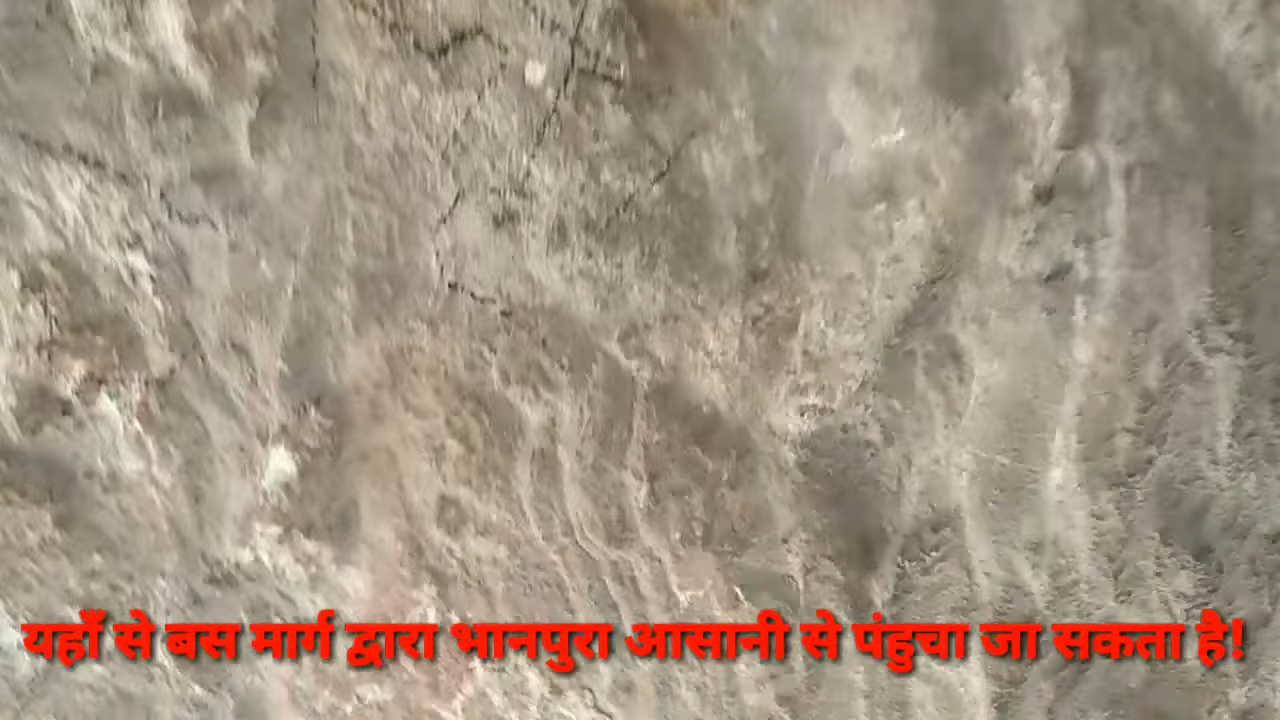 यहाँ से बस मार्ग द्वारा भानपुरा आसानी से पंहुचा जा सकता है!